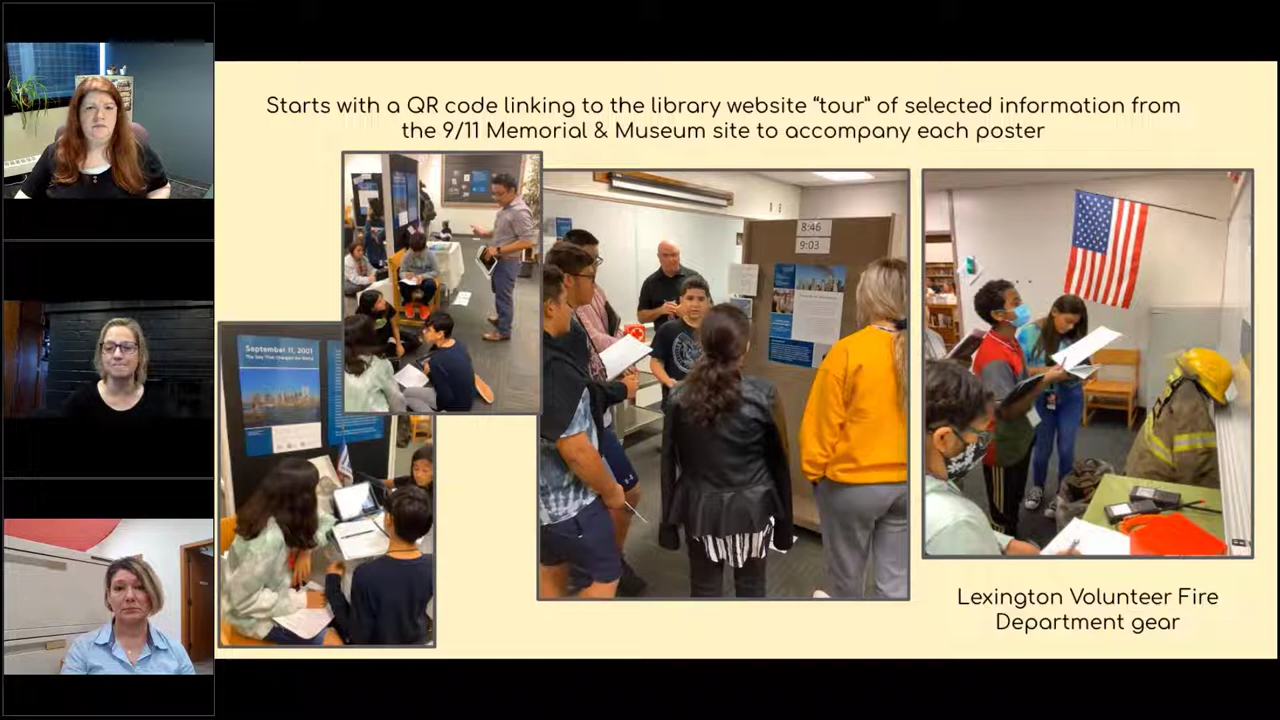 Starts with a QR code linking to the library website “tour” of selected information from
the 9/11 Memorial & Museum site to accompany each poster
8:46
9:03
September 11, 2001
The Day That Changed the World
Lexington Volunteer Fire
Department gear